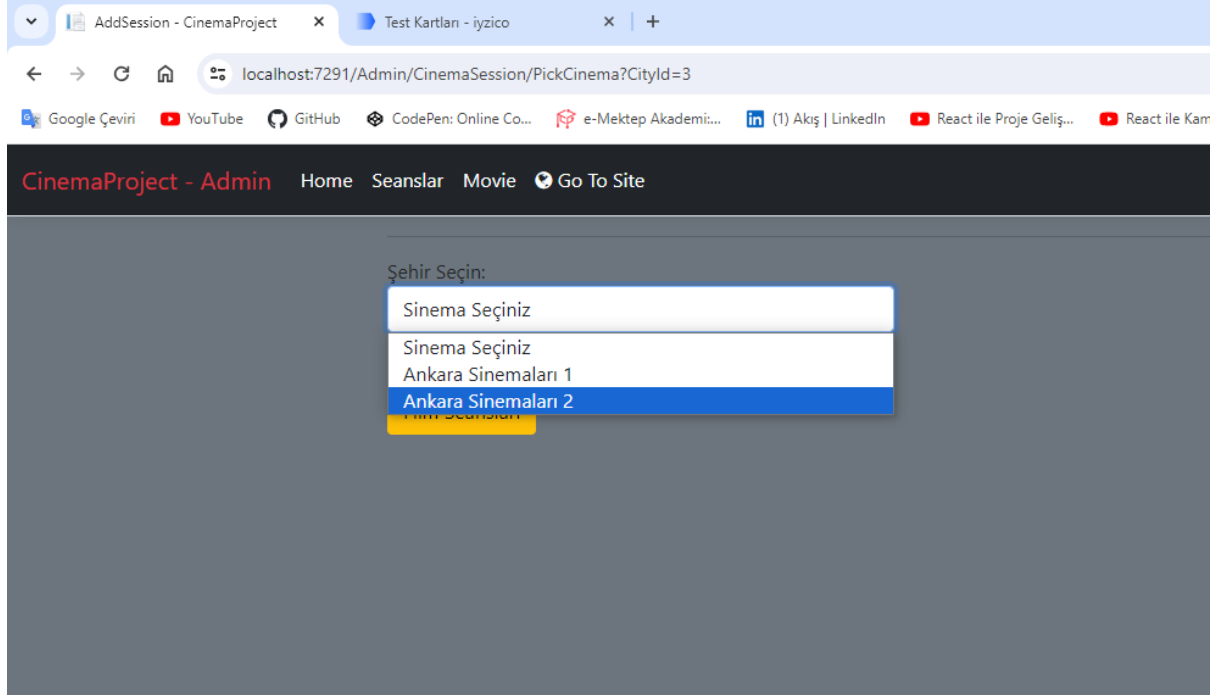 AddSession - CinemaProject
Test Kartları - iyzico
localhost:7291/Admin/CinemaSession/PickCinema?CityId=3
Google Çeviri YouTube GitHub CodePen: Online Co... e-Mektep Akademi:... (1) Akış | LinkedIn React ile Proje Geliş... React ile Kam
CinemaProject - Admin Home Seanslar Movie Go To Site
Şehir Seçin:
Sinema Seçiniz
Sinema Seçiniz
Ankara Sinemaları 1
Ankara Sinemaları 2
Film Seansları